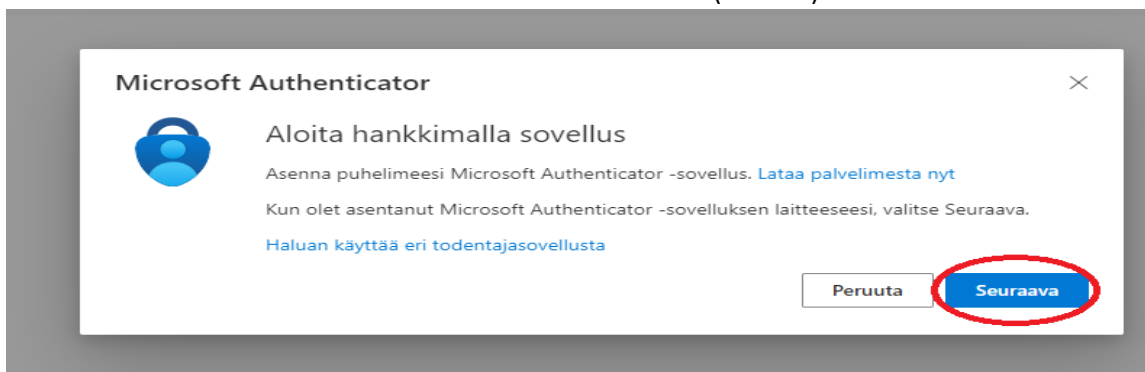 Microsoft Authenticator
Aloita hankkimalla sovellus
Asenna puhelimeesi Microsoft Authenticator -sovellus. Lataa palvelimesta nyt
Kun olet asentanut Microsoft Authenticator -sovelluksen laitteeseesi, valitse Seuraava.
Haluan käyttää eri todentajasovellusta
Peruuta Seuraava